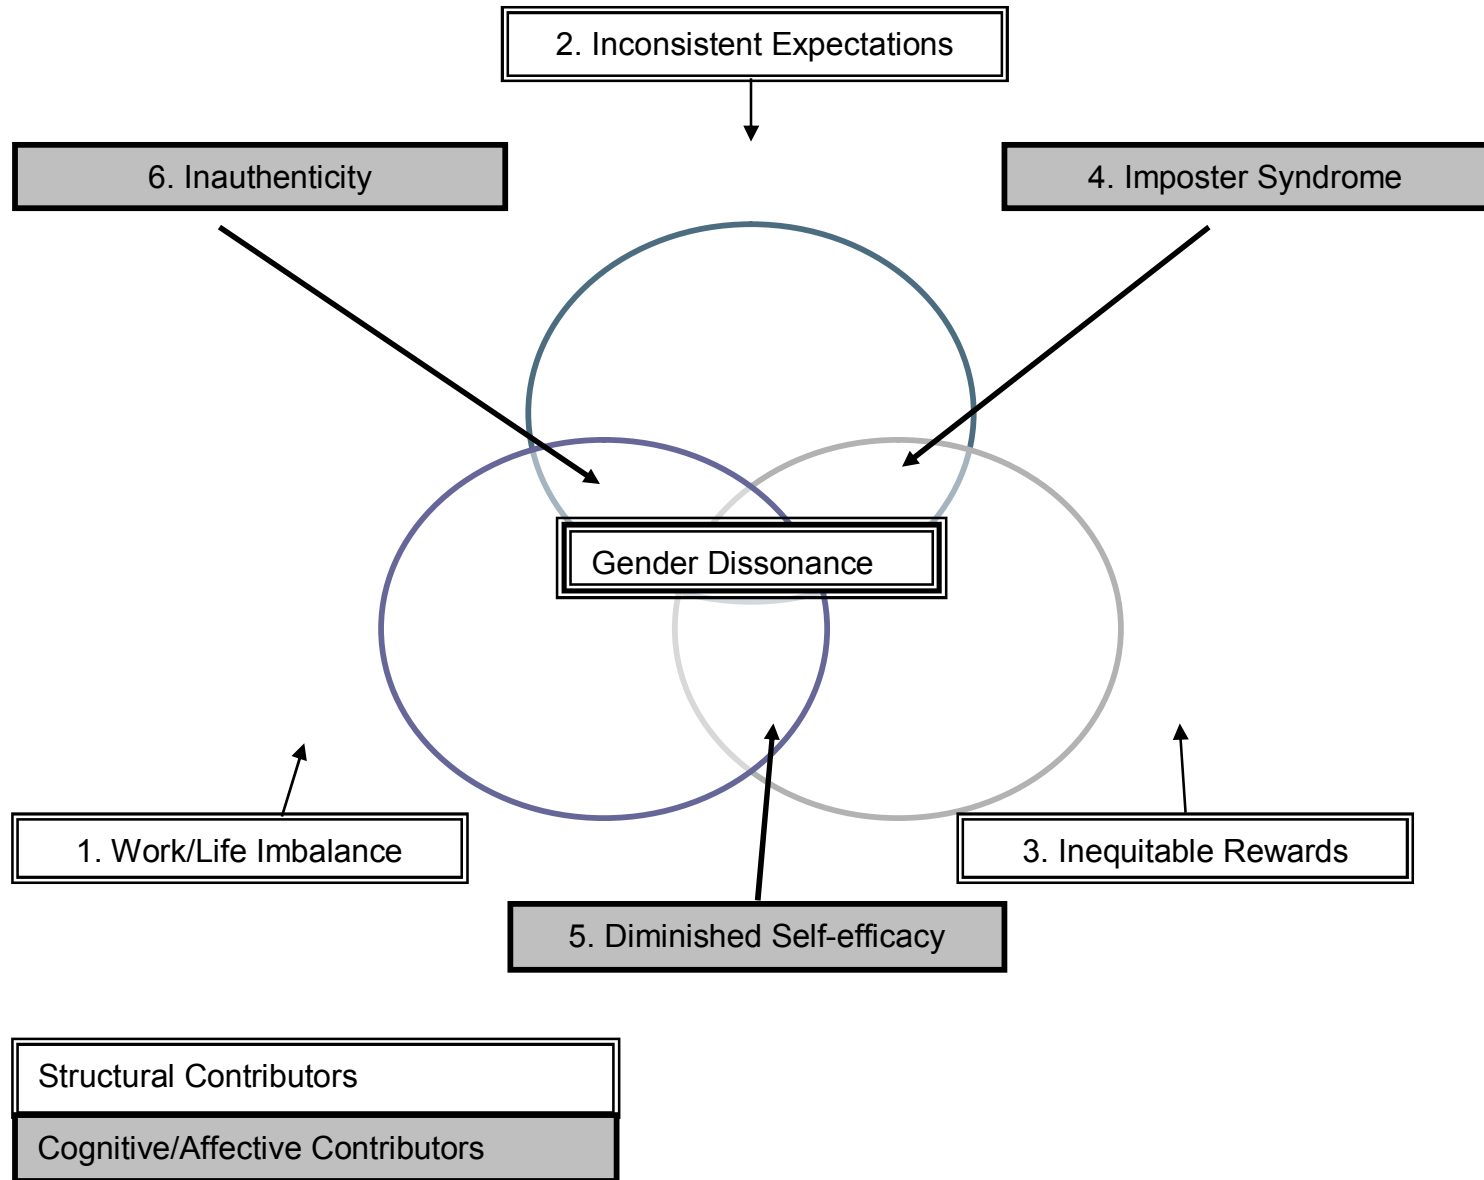 2. Inconsistent Expectations
6. Inauthenticity
4. Imposter Syndrome
Gender Dissonance
1. Work/Life Imbalance
3. Inequitable Rewards
5. Diminished Self-efficacy
Structural Contributors
Cognitive/Affective Contributors